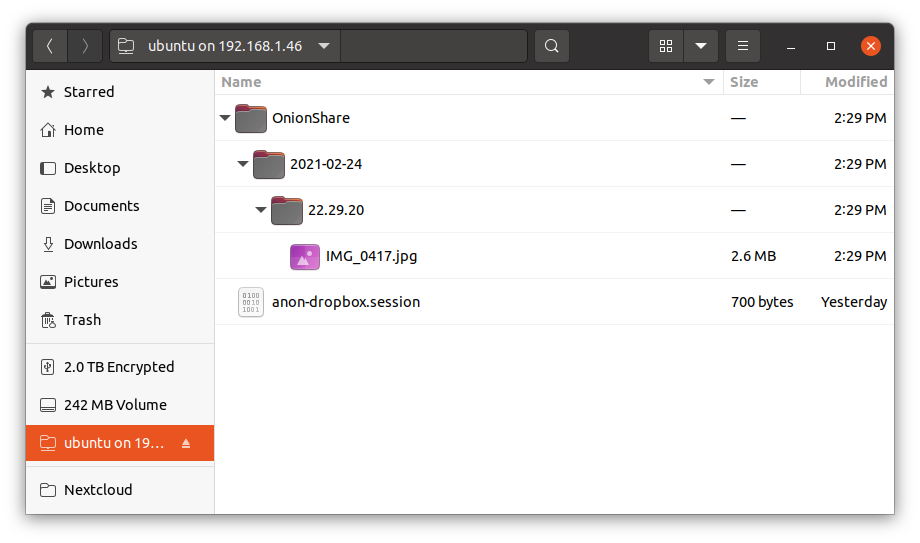 ubuntu on 192.168.1.46
Starred
Home
Desktop
Documents
Downloads
Pictures
Trash
2.0 TB Encrypted
242 MB Volume
ubuntu on 19…
Nextcloud
Name Size Modified
OnionShare — 2:29 PM
2021-02-24 — 2:29 PM
22.29.20 — 2:29 PM
IMG_0417.jpg 2.6 MB 2:29 PM
0100
0010
1001
anon-dropbox.session 700 bytes Yesterday